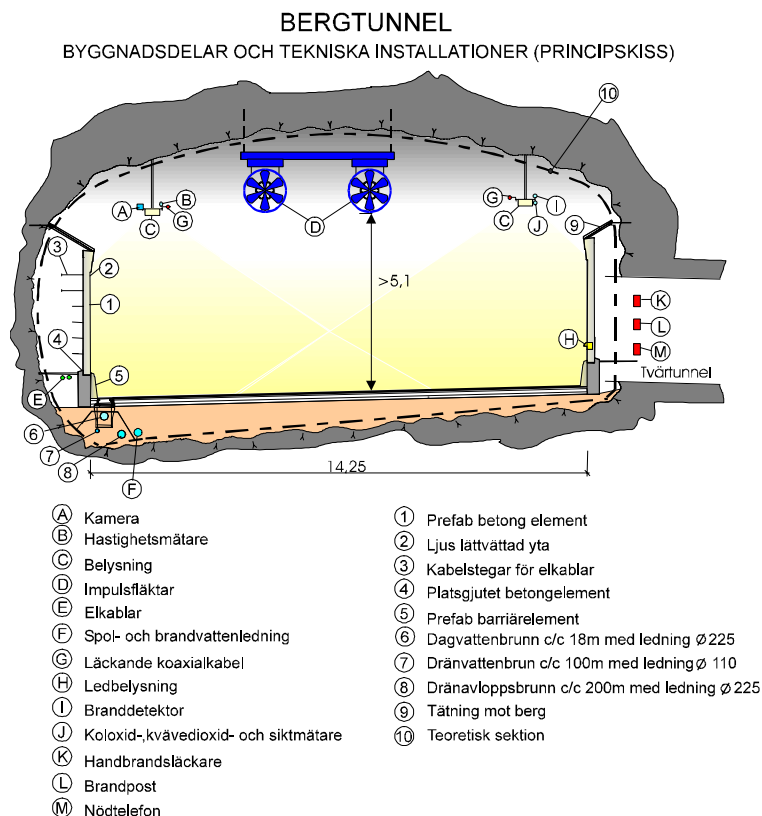 BERGTUNNEL
BYGGNADSDELAR OCH TEKNISKA INSTALLATIONER (PRINCIPSKISS)
10
G
I
A
B
C
G
D
C
J
9
3
2
>5,1
1
K
L
H
M
4
5
Tvärtunnel
E
6
7
8
F
14,25
A Kamera
B Hastighetsmätare
C Belysning
D Impulsfläktar
E Elkablar
F Spol- och brandvattenledning
G Läckande koaxialkabel
H Ledbelysning
I Branddetektor
J Koloxid-,kvävedioxid- och siktmätare
K Handbrandsläckare
L Brandpost
M Nödtelefon
1 Prefab betong element
2 Ljus lättvättad yta
3 Kabelstegar för elkablar
4 Platsgjutet betongelement
5 Prefab barriärelement
6 Dagvattenbrunn c/c 18m med ledning Ø 225
7 Dränvattenbrun c/c 100m med ledning Ø 110
8 Dränavloppsbrunn c/c 200m med ledning Ø 225
9 Tätning mot berg
10 Teoretisk sektion